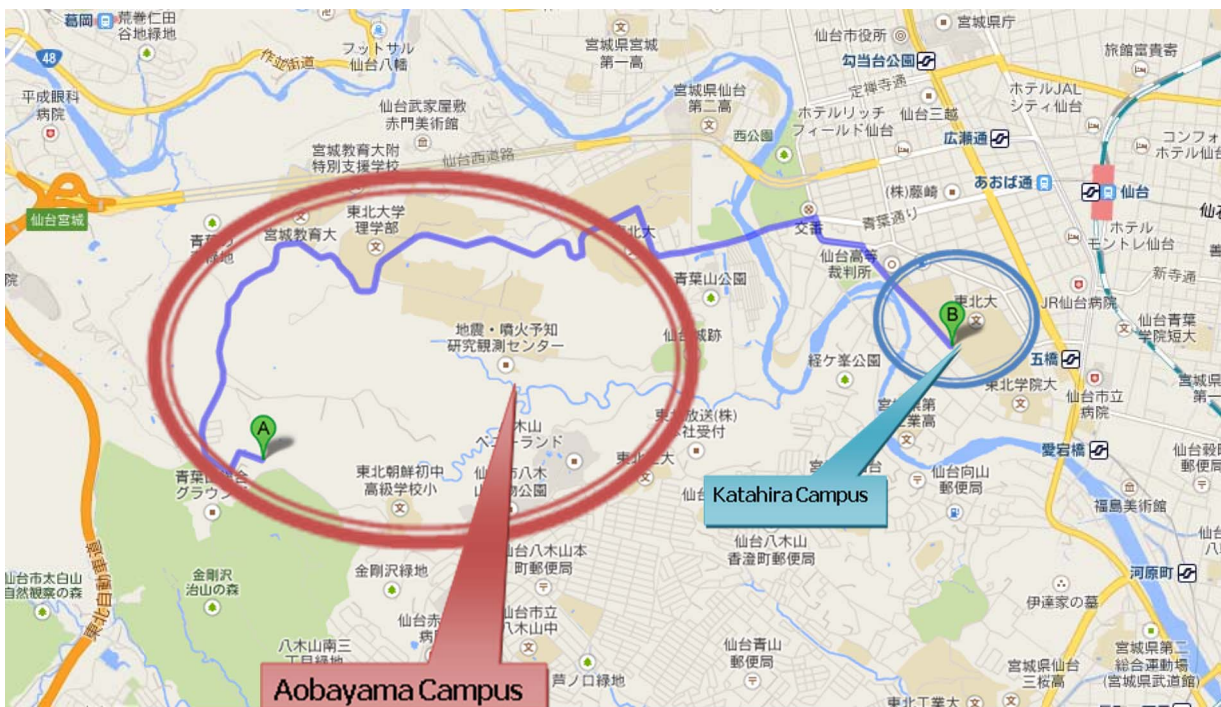 葛岡
荒巻仁田
谷地緑地
48
作並街道
フットサル
仙台八幡
宮城県宮城
第一高
仙台市役所
宮城県庁
勾当台公園
旅館富貴寄
平成眼科
病院
仙台武家屋敷
赤門美術館
宮城県仙台
第二高
定禅寺通
ホテルJAL
シティ仙台
ホテルリッチ
フィールド仙台
仙台三越
西公園
広瀬通
コンフォ
ホテル仙
宮城教育大附
特別支援学校
仙台西道路
あおば通
(株)藤崎
仙台
仙台宮城
東北大学
理学部
宮城教育大
青葉通り
交番
ホテル
モントレ仙台
仙台高等
裁判所
新寺通
青葉山公園
東北大
JR仙台病院
B
仙台青葉
学院短大
地震・噴火予知
研究観測センター
仙台城跡
経ケ峯公園
五橋
東北学院大
仙台市立
病院
宮城県
第一
A
愛宕橋
郵便局
東北朝鮮初中
高級学校小
仙台向山
郵便局
福島美術館
Katahira Campus
仙台八木山
香澄町郵便局
仙台八木山本
町郵便局
河原町
仙台市太白山
自然観察の森
東北自動車道
金剛沢
治山の森
金剛沢緑地
伊達家の墓
仙台市立
八木山中
仙台青山
郵便局
八木山南三
丁目緑地
芦ノ口緑地
宮城県仙台
三桜高
宮城県第二
総合運動場
(宮城県武道館)
Aobayama Campus
東北工業大